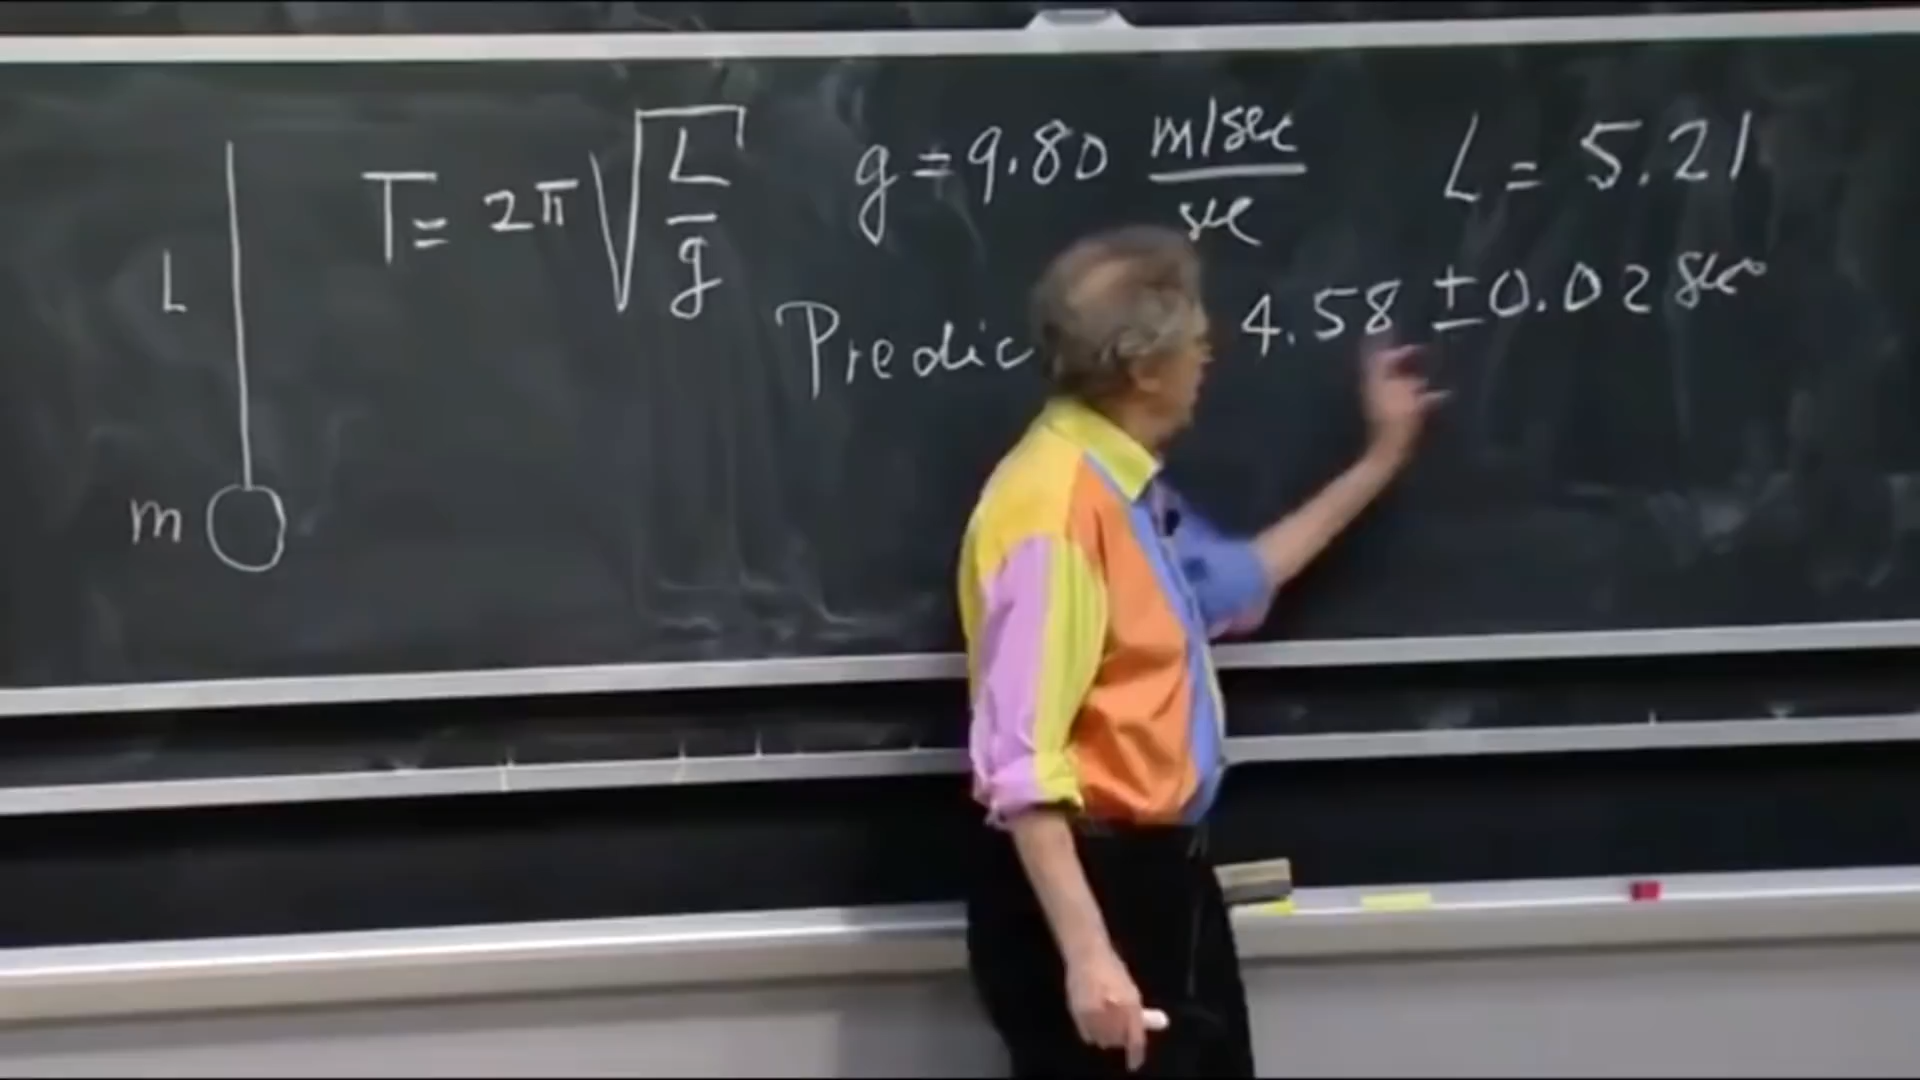 T = 2π √(L/g)
g = 9.80 m/sec / sec
L = 5.21
L
Predic 4.58 ± 0.02 sec
m